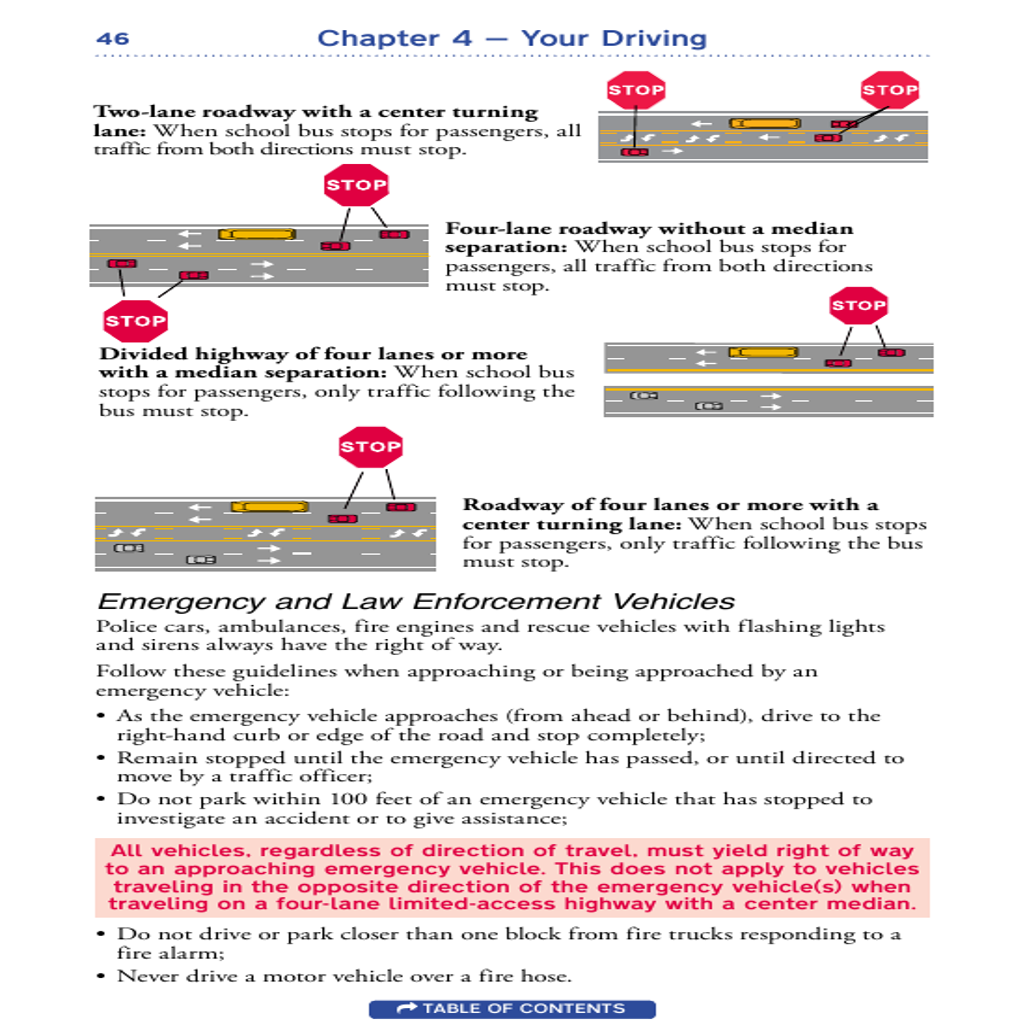 46
Chapter 4 – Your Driving
STOP
STOP
Two-lane roadway with a center turning
lane: When school bus stops for passengers, all
traffic from both directions must stop.
STOP
Four-lane roadway without a median
separation: When school bus stops for
passengers, all traffic from both directions
must stop.
STOP
STOP
Divided highway of four lanes or more
with a median separation: When school bus
stops for passengers, only traffic following the
bus must stop.
STOP
Roadway of four lanes or more with a
center turning lane: When school bus stops
for passengers, only traffic following the bus
must stop.
Emergency and Law Enforcement Vehicles
Police cars, ambulances, fire engines and rescue vehicles with flashing lights
and sirens always have the right of way.
Follow these guidelines when approaching or being approached by an
emergency vehicle:
• As the emergency vehicle approaches (from ahead or behind), drive to the
right-hand curb or edge of the road and stop completely;
• Remain stopped until the emergency vehicle has passed, or until directed to
move by a traffic officer;
• Do not park within 100 feet of an emergency vehicle that has stopped to
investigate an accident or to give assistance;
All vehicles, regardless of direction of travel, must yield right of way
to an approaching emergency vehicle. This does not apply to vehicles
traveling in the opposite direction of the emergency vehicle(s) when
traveling on a four-lane limited-access highway with a center median.
• Do not drive or park closer than one block from fire trucks responding to a
fire alarm;
• Never drive a motor vehicle over a fire hose.
TABLE OF CONTENTS